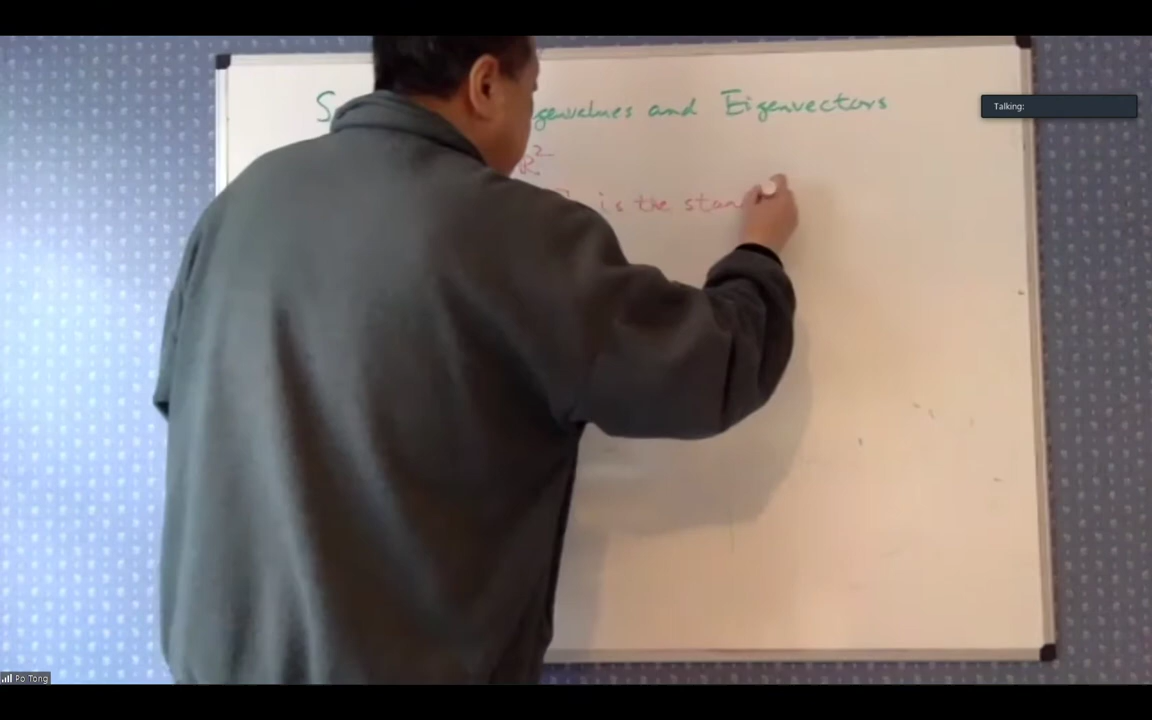 S genvalues and Eigenvectors
Talking:
R²
is the stan
Po Tong